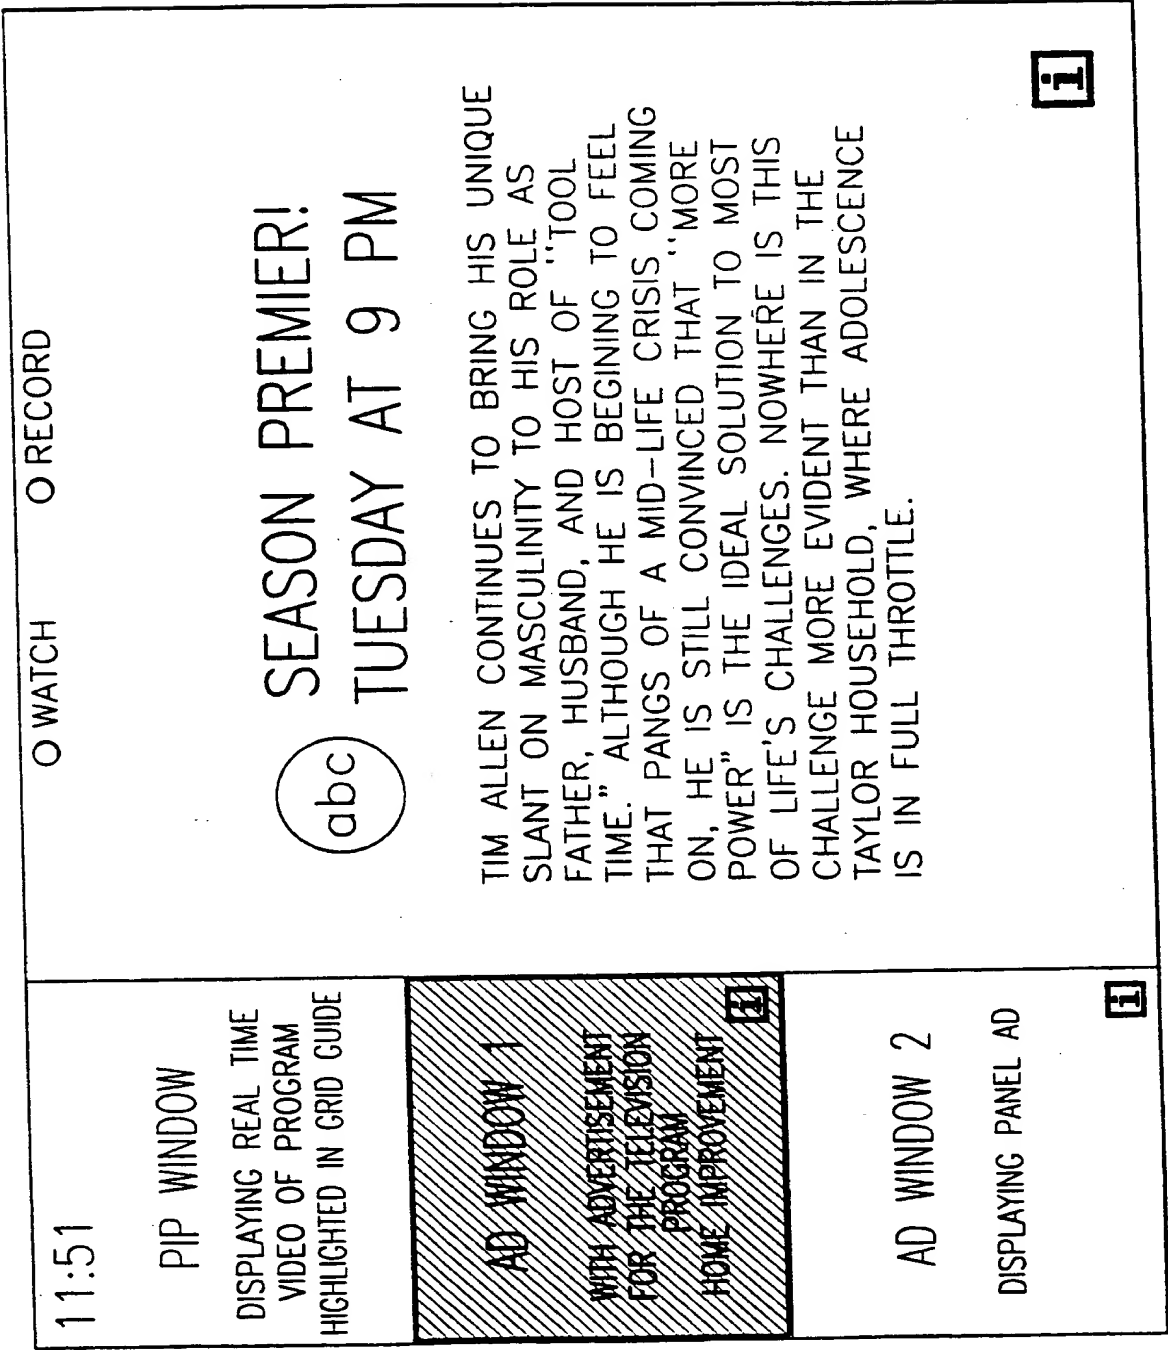 11:51
PIP WINDOW
DISPLAYING REAL TIME
VIDEO OF PROGRAM
HIGHLIGHTED IN GRID GUIDE
AD WINDOW 1
WITH ADVERTISEMENT
FOR THE TELEVISION
PROGRAM
HOME IMPROVEMENT
i
AD WINDOW 2
DISPLAYING PANEL AD
i
O WATCH O RECORD
abc
SEASON PREMIER!
TUESDAY AT 9 PM
TIM ALLEN CONTINUES TO BRING HIS UNIQUE
SLANT ON MASCULINITY TO HIS ROLE AS
FATHER, HUSBAND, AND HOST OF ``TOOL
TIME.” ALTHOUGH HE IS BEGINING TO FEEL
THAT PANGS OF A MID-LIFE CRISIS COMING
ON, HE IS STILL CONVINCED THAT ``MORE
POWER” IS THE IDEAL SOLUTION TO MOST
OF LIFE'S CHALLENGES. NOWHERE IS THIS
CHALLENGE MORE EVIDENT THAN IN THE
TAYLOR HOUSEHOLD, WHERE ADOLESCENCE
IS IN FULL THROTTLE.
i